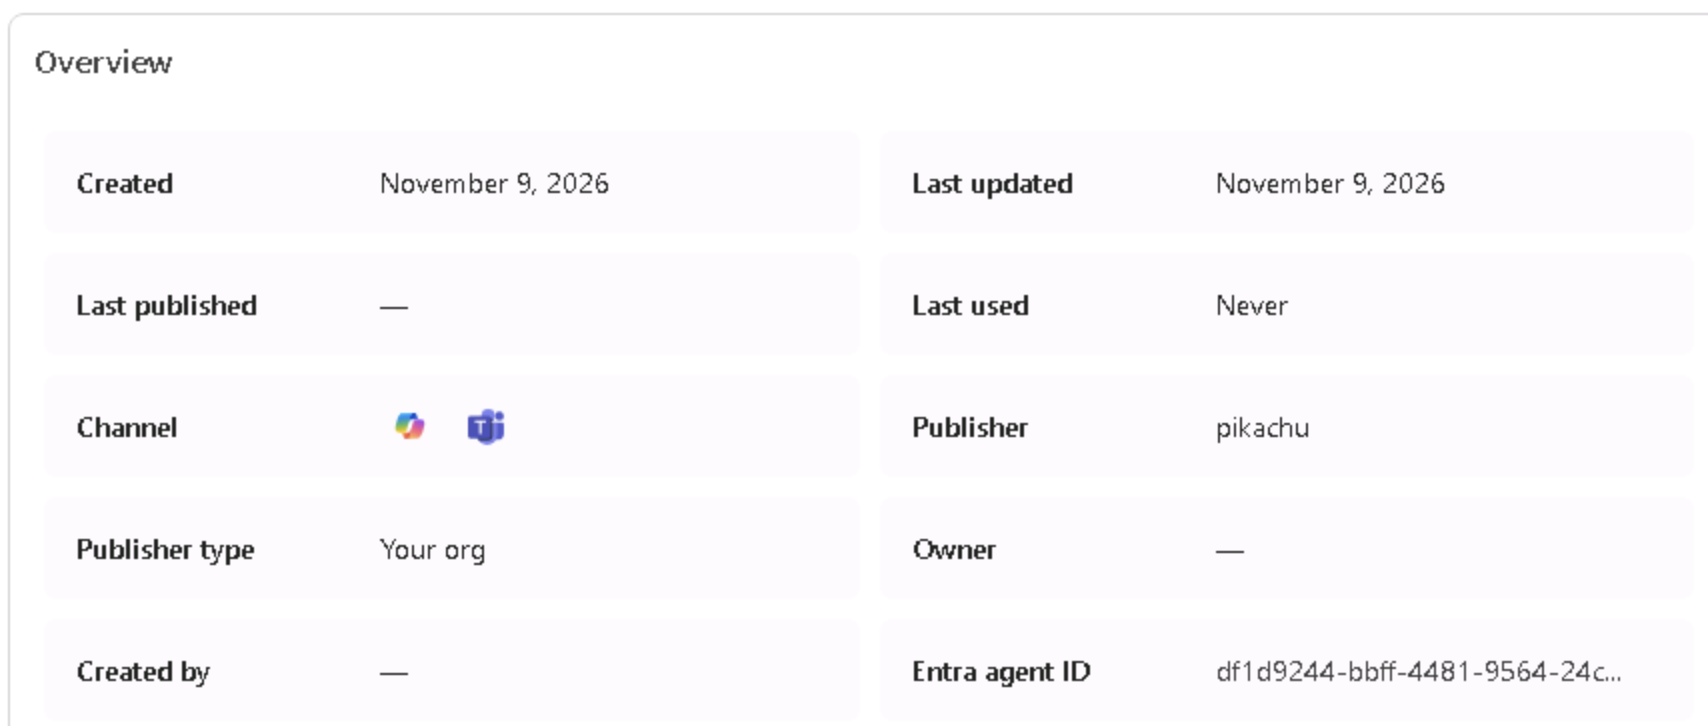 Overview
Created November 9, 2026
Last updated November 9, 2026
Last published —
Last used Never
Channel
Publisher pikachu
Publisher type Your org
Owner —
Created by —
Entra agent ID df1d9244-bbff-4481-9564-24c...